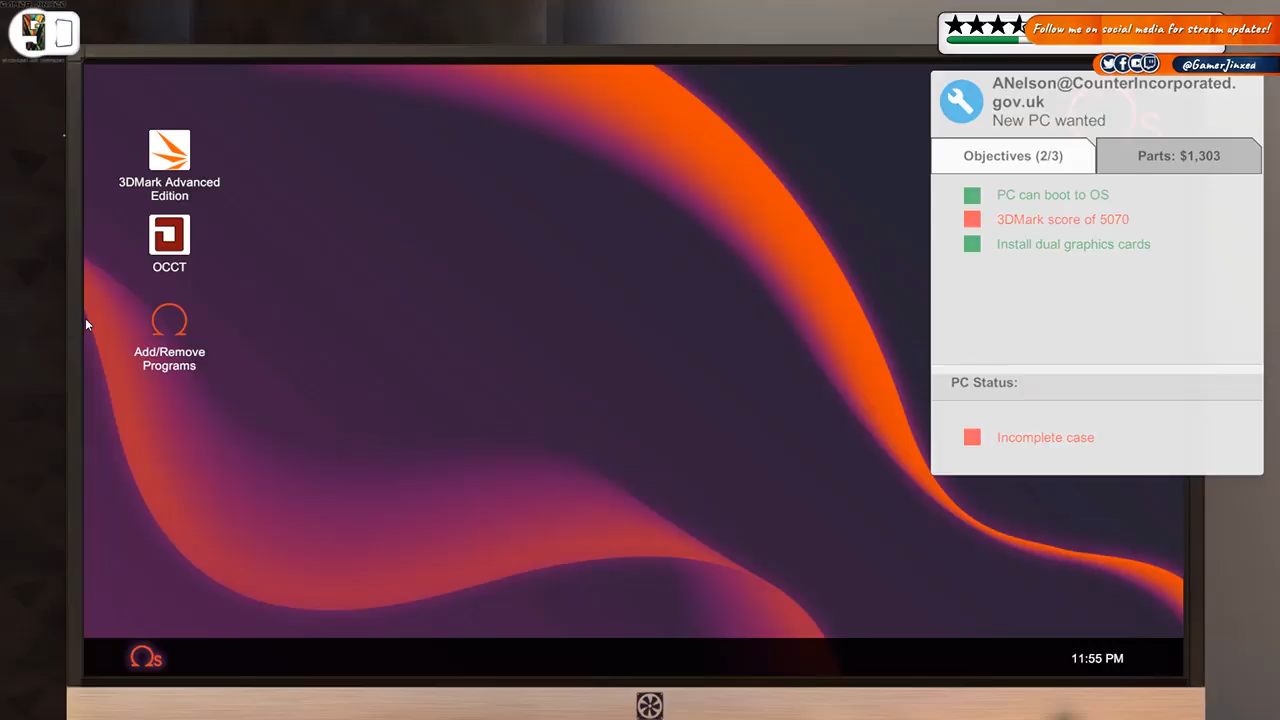 Follow me on social media for stream updates!
@GamerJinxed
ANelson@CounterIncorporated.
gov.uk
New PC wanted
Objectives (2/3)
Parts: $1,303
PC can boot to OS
3DMark score of 5070
Install dual graphics cards
PC Status:
Incomplete case
3DMark Advanced
Edition
OCCT
Add/Remove
Programs
Ωs
11:55 PM